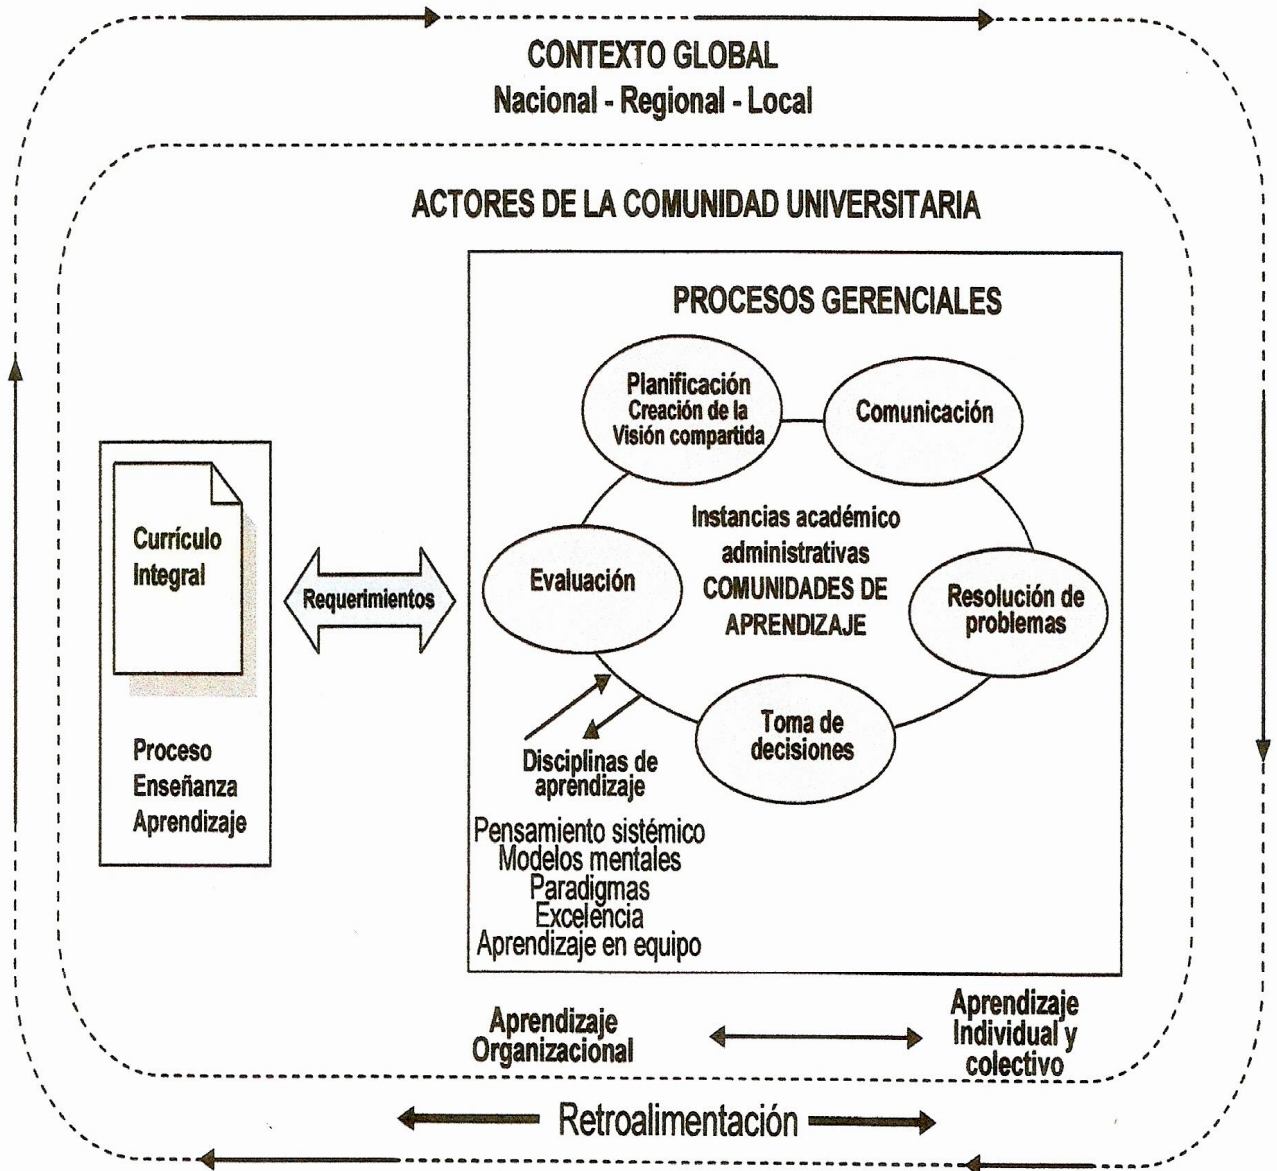 CONTEXTO GLOBAL
Nacional - Regional - Local
ACTORES DE LA COMUNIDAD UNIVERSITARIA
PROCESOS GERENCIALES
Planificación
Creación de la
Visión compartida
Comunicación
Instancias académico
administrativas
COMUNIDADES DE
APRENDIZAJE
Evaluación
Resolución de
problemas
Toma de
decisiones
Currículo
Integral
Requerimientos
Proceso
Enseñanza
Aprendizaje
Disciplinas de
aprendizaje
Pensamiento sistémico
Modelos mentales
Paradigmas
Excelencia
Aprendizaje en equipo
Aprendizaje
Organizacional
Aprendizaje
Individual y
colectivo
Retroalimentación